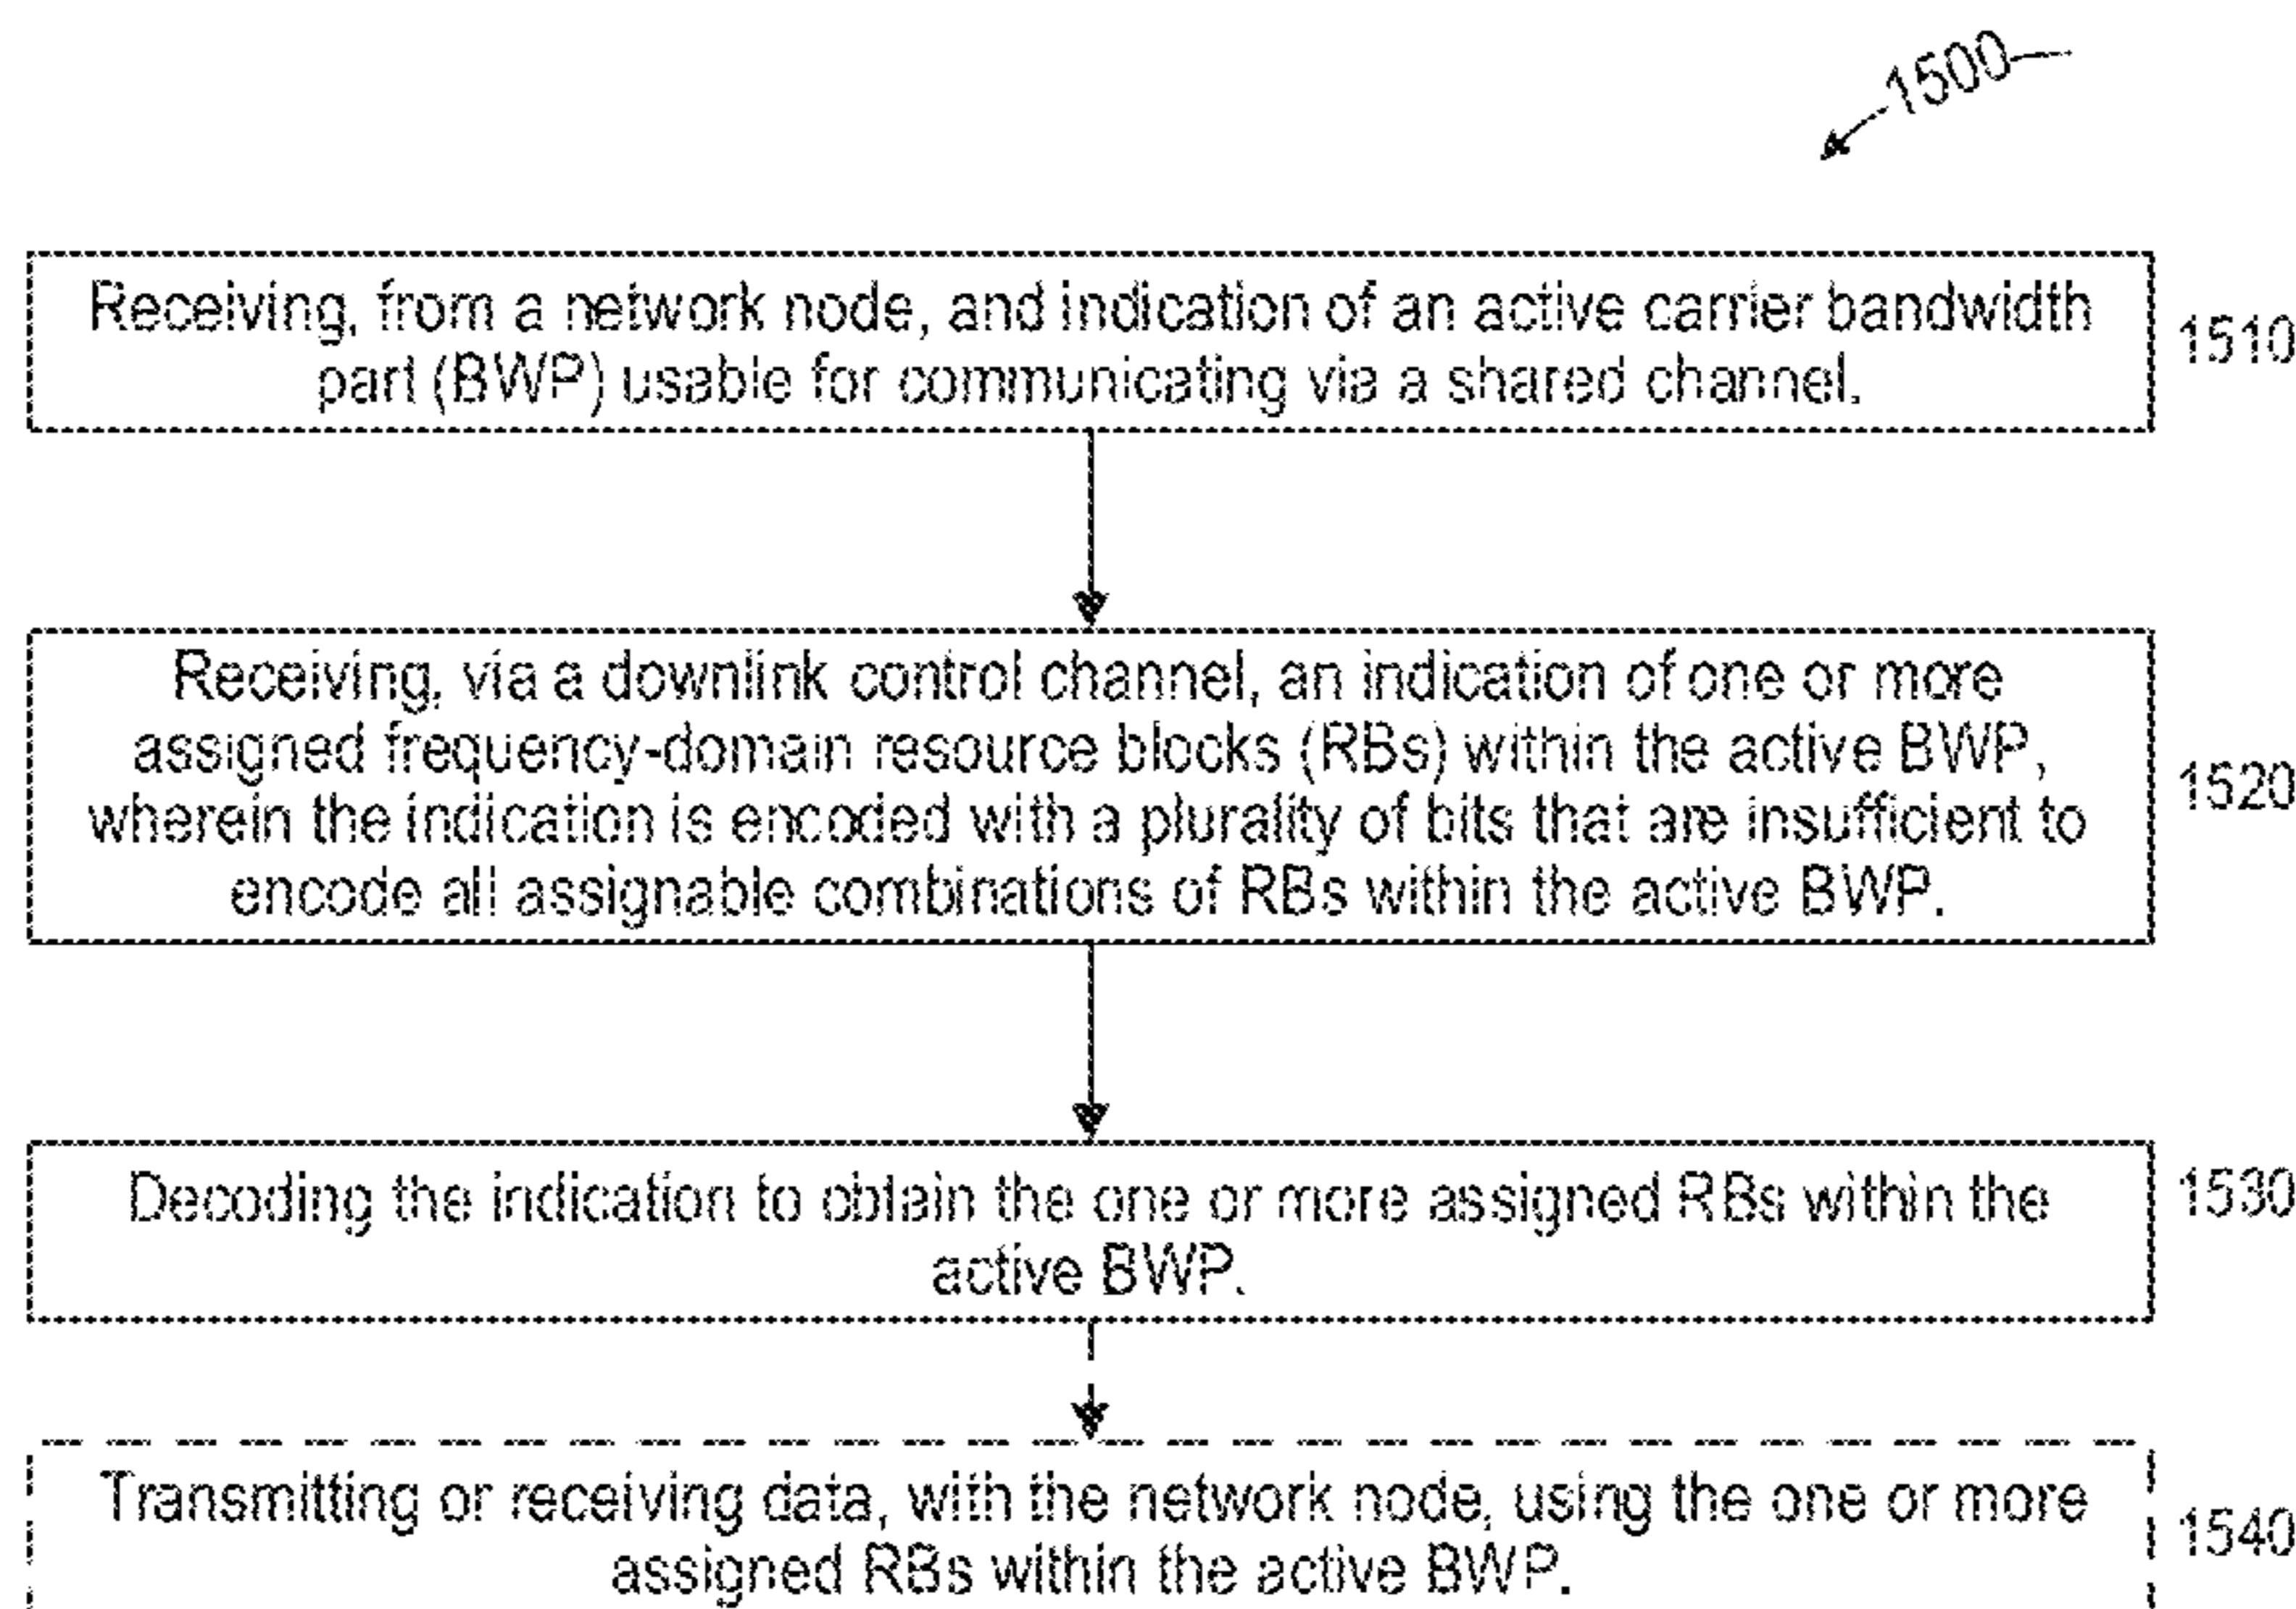 1500
Receiving, from a network node, and indication of an active carrier bandwidth
part (BWP) usable for communicating via a shared channel.
1510
Receiving, via a downlink control channel, an indication of one or more
assigned frequency-domain resource blocks (RBs) within the active BWP,
wherein the indication is encoded with a plurality of bits that are insufficient to
encode all assignable combinations of RBs within the active BWP.
1520
Decoding the indication to obtain the one or more assigned RBs within the
active BWP.
1530
Transmitting or receiving data, with the network node, using the one or more
assigned RBs within the active BWP.
1540